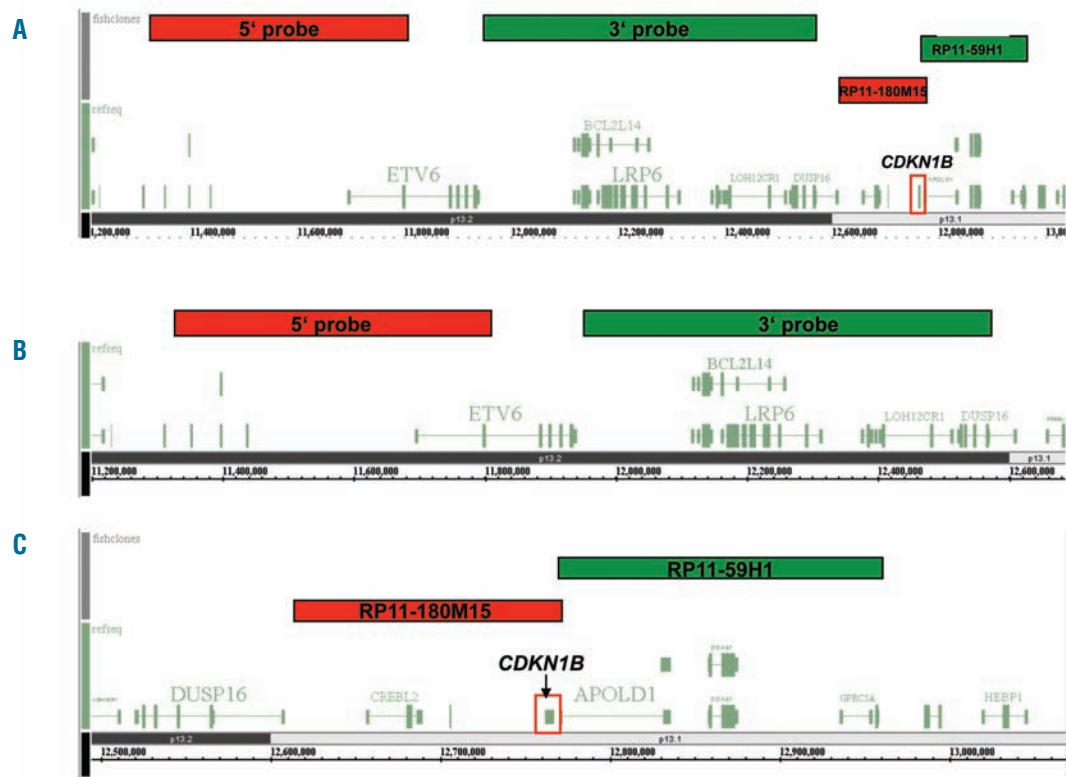 A
fishclones
5‘ probe
3‘ probe
RP11-59H1
RP11-180M15
refseq
BCL2L14
CDKN1B
ETV6
LRP6
LOH12CR1
DUSP16
p13.2
p13.1
11,400,000
11,600,000
11,800,000
12,000,000
12,200,000
12,400,000
12,600,000
12,800,000
B
5‘ probe
3‘ probe
refseq
BCL2L14
ETV6
LRP6
LOH12CR1
DUSP16
p13.2
p13.1
11,200,000
11,400,000
11,600,000
11,800,000
12,000,000
12,200,000
12,400,000
12,600,000
C
fishclones
RP11-59H1
RP11-180M15
refseq
CDKN1B
DUSP16
CREBL2
APOLD1
GPRC5A
HEBP1
p13.2
p13.1
12,500,000
12,600,000
12,700,000
12,800,000
12,900,000
13,000,000